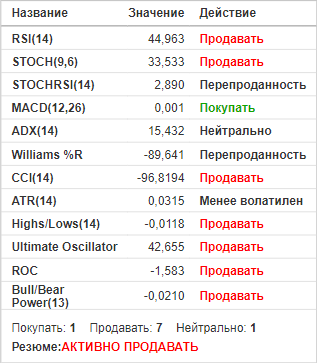 Название Значение Действие
RSI(14) 44,963 Продавать
STOCH(9,6) 33,533 Продавать
STOCHRSI(14) 2,890 Перепроданность
MACD(12,26) 0,001 Покупать
ADX(14) 15,432 Нейтрально
Williams %R -89,641 Перепроданность
CCI(14) -96,8194 Продавать
ATR(14) 0,0315 Менее волатилен
Highs/Lows(14) -0,0118 Продавать
Ultimate Oscillator 42,655 Продавать
ROC -1,583 Продавать
Bull/Bear
Power(13) -0,0210 Продавать
Покупать: 1 Продавать: 7 Нейтрально: 1
Резюме:АКТИВНО ПРОДАВАТЬ